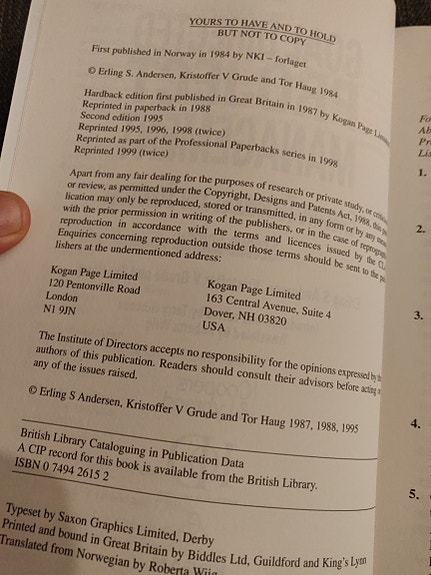 YOURS TO HAVE AND TO HOLD
BUT NOT TO COPY
First published in Norway in 1984 by NKI – forlaget
© Erling S. Andersen, Kristoffer V Grude and Tor Haug 1984
Hardback edition first published in Great Britain in 1987 by Kogan Page
Reprinted in paperback in 1988
Second edition 1995
Reprinted 1995, 1996, 1998 (twice)
Reprinted as part of the Professional Paperbacks series in 1998
Reprinted 1999 (twice)
Apart from any fair dealing for the purposes of research or private study, or
or review, as permitted under the Copyright, Designs and Patents Act, 1988, this
lication may only be reproduced, stored or transmitted, in any form or by any
with the prior permission in writing of the publishers, or in the case of
reproduction in accordance with the terms and licences issued by the
Enquiries concerning reproduction outside those terms should be sent to the
lishers at the undermentioned address:
Kogan Page Limited
120 Pentonville Road
London
N1 9JN
Kogan Page Limited
163 Central Avenue, Suite 4
Dover, NH 03820
USA
The Institute of Directors accepts no responsibility for the opinions expressed by
authors of this publication. Readers should consult their advisors before acting
any of the issues raised.
© Erling S Andersen, Kristoffer V Grude and Tor Haug 1987, 1988, 1995
British Library Cataloguing in Publication Data
A CIP record for this book is available from the British Library.
ISBN 0 7494 2615 2
Typeset by Saxon Graphics Limited, Derby
Printed and bound in Great Britain by Biddles Ltd, Guildford and King's Lynn
Translated from Norwegian by Roberta
1.
2.
3.
4.
5.